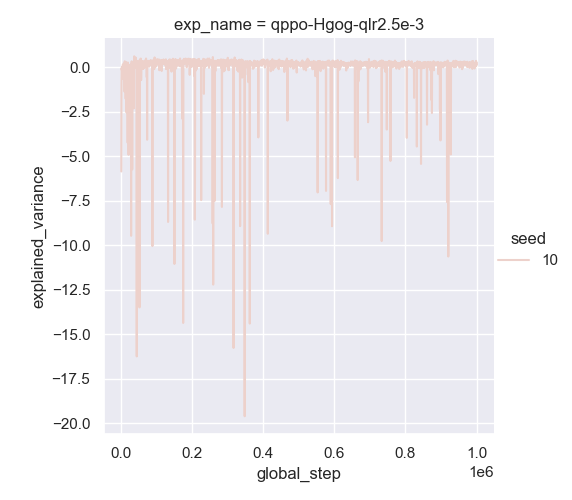 exp_name = qppo-Hgog-qlr2.5e-3
0.0
−2.5
−5.0
−7.5
−10.0
−12.5
−15.0
−17.5
−20.0
explained_variance
0.0 0.2 0.4 0.6 0.8 1.0
1e6
global_step
seed
10